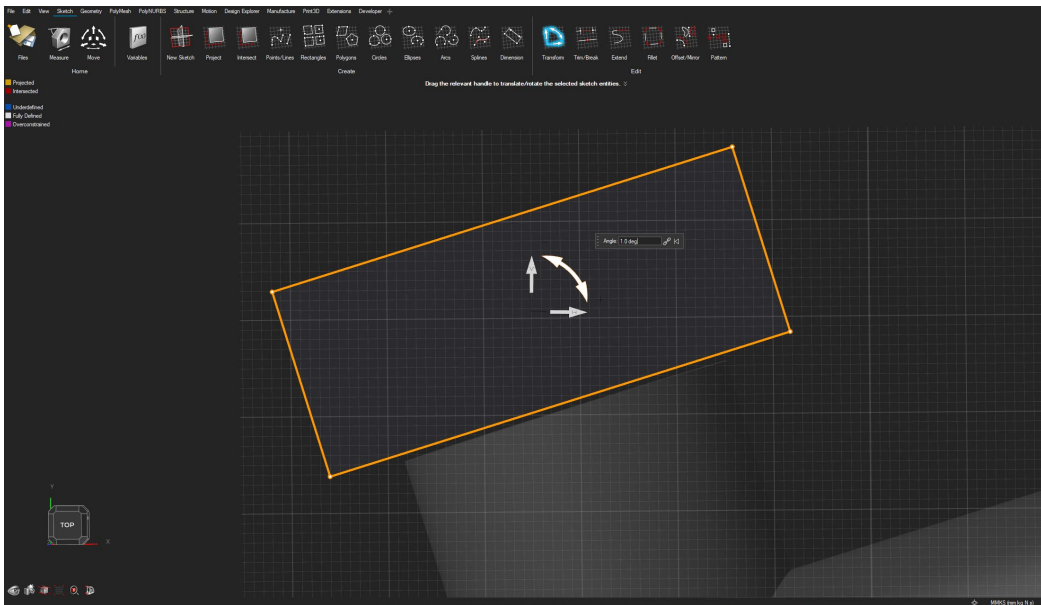 File Edit View Sketch Geometry PolyMesh PolyNURBS Structure Motion Design Explorer Manufacture Print3D Extensions Developer +
f(x)
Files Measure Move Variables New Sketch Project Intersect Points/Lines Rectangles Polygons Circles Ellipses Arcs Splines Dimension Transform Trim/Break Extend Fillet Offset/Mirror Pattern
Home Create Edit
Drag the relevant handle to translate/rotate the selected sketch entities.
Projected
Intersected
Underdefined
Fully Defined
Overconstrained
Angle: 1.0 deg
Y
TOP
X
MMKS (mm kg N s)